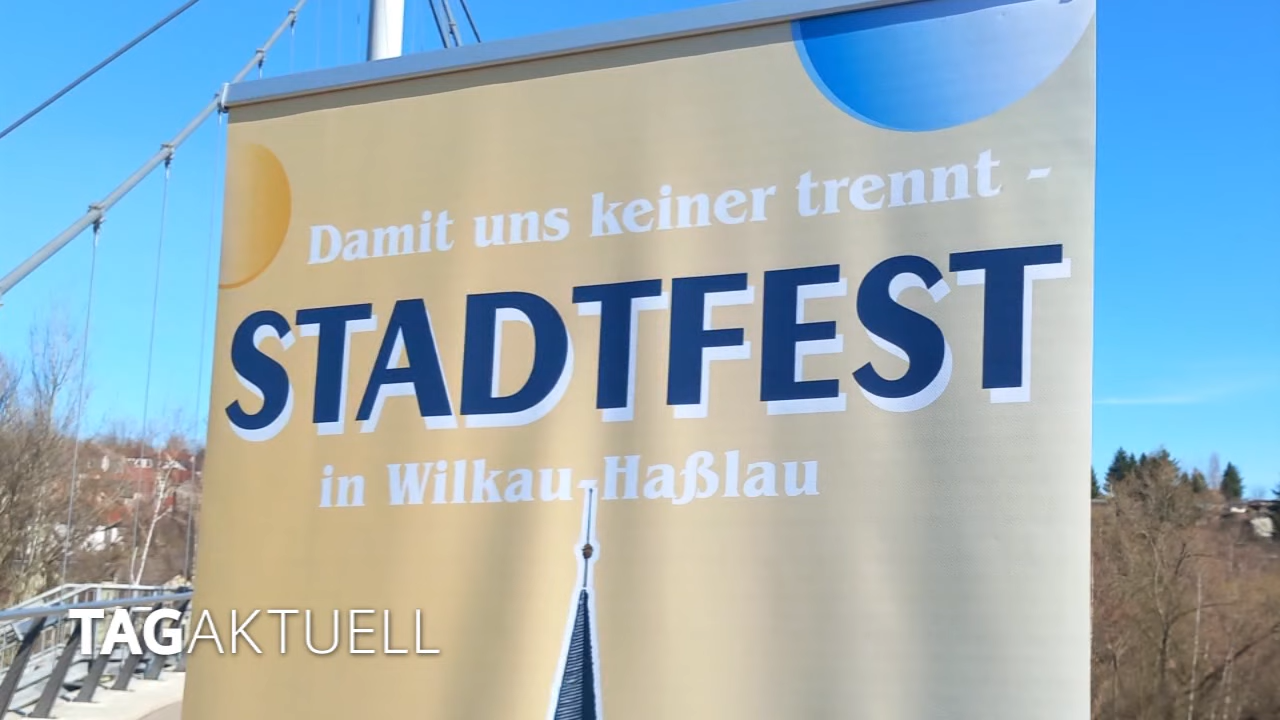 Damit uns keiner trennt -
STADTFEST
in Wilkau-Haßlau
TAGAKTUELL